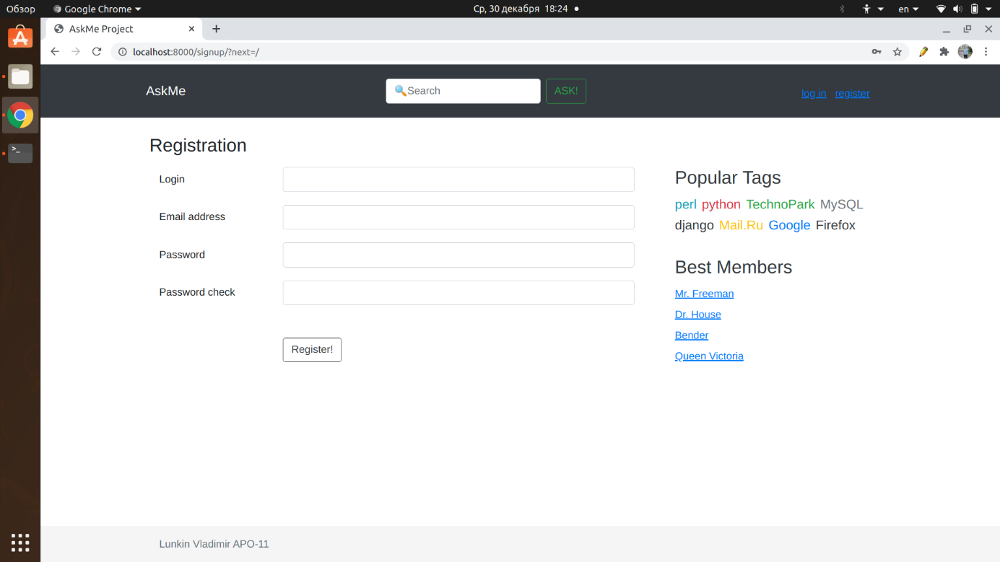 Обзор Google Chrome Ср, 30 декабря 18:24 en
AskMe Project
localhost:8000/signup/?next=/
AskMe 🔍Search ASK! log in register
Registration
Login
Email address
Password
Password check
Register!
Popular Tags
perl python TechnoPark MySQL
django Mail.Ru Google Firefox
Best Members
Mr. Freeman
Dr. House
Bender
Queen Victoria
Lunkin Vladimir APO-11